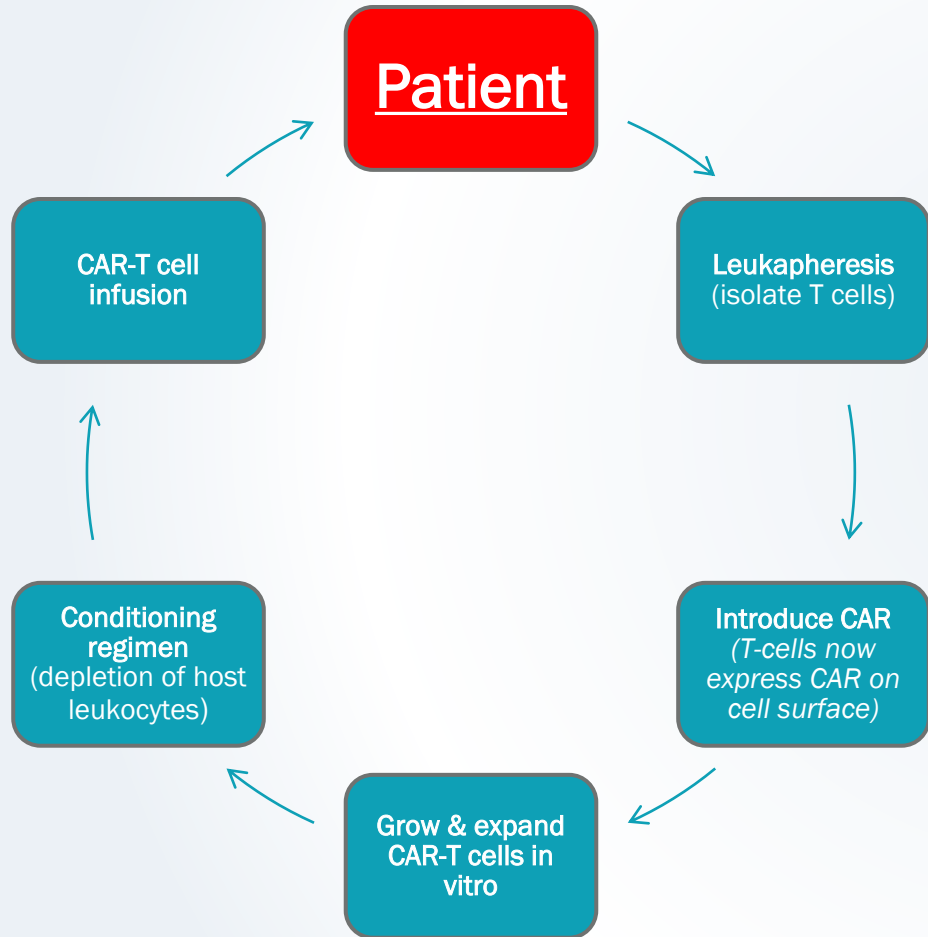 Patient
Leukapheresis
(isolate T cells)
Introduce CAR
(T-cells now
express CAR on
cell surface)
Grow & expand
CAR-T cells in
vitro
Conditioning
regimen
(depletion of host
leukocytes)
CAR-T cell
infusion